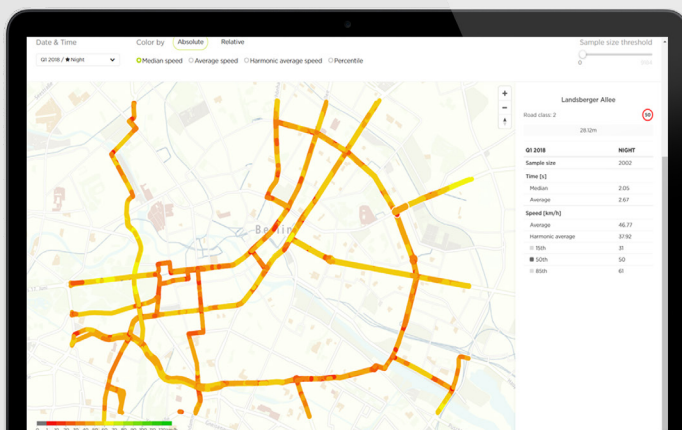 Date & Time
Color by Absolute Relative
Sample size threshold
Q1 2018 / ★Night
Median speed Average speed Harmonic average speed Percentile
0
Berlin
Landsberger Allee
Road class: 2 50
28.12m
Q1 2018 NIGHT
Sample size 2002
Time [s]
Median 2.05
Average 2.67
Speed [km/h]
Average 46.77
Harmonic average 37.92
15th 31
50th 50
85th 61